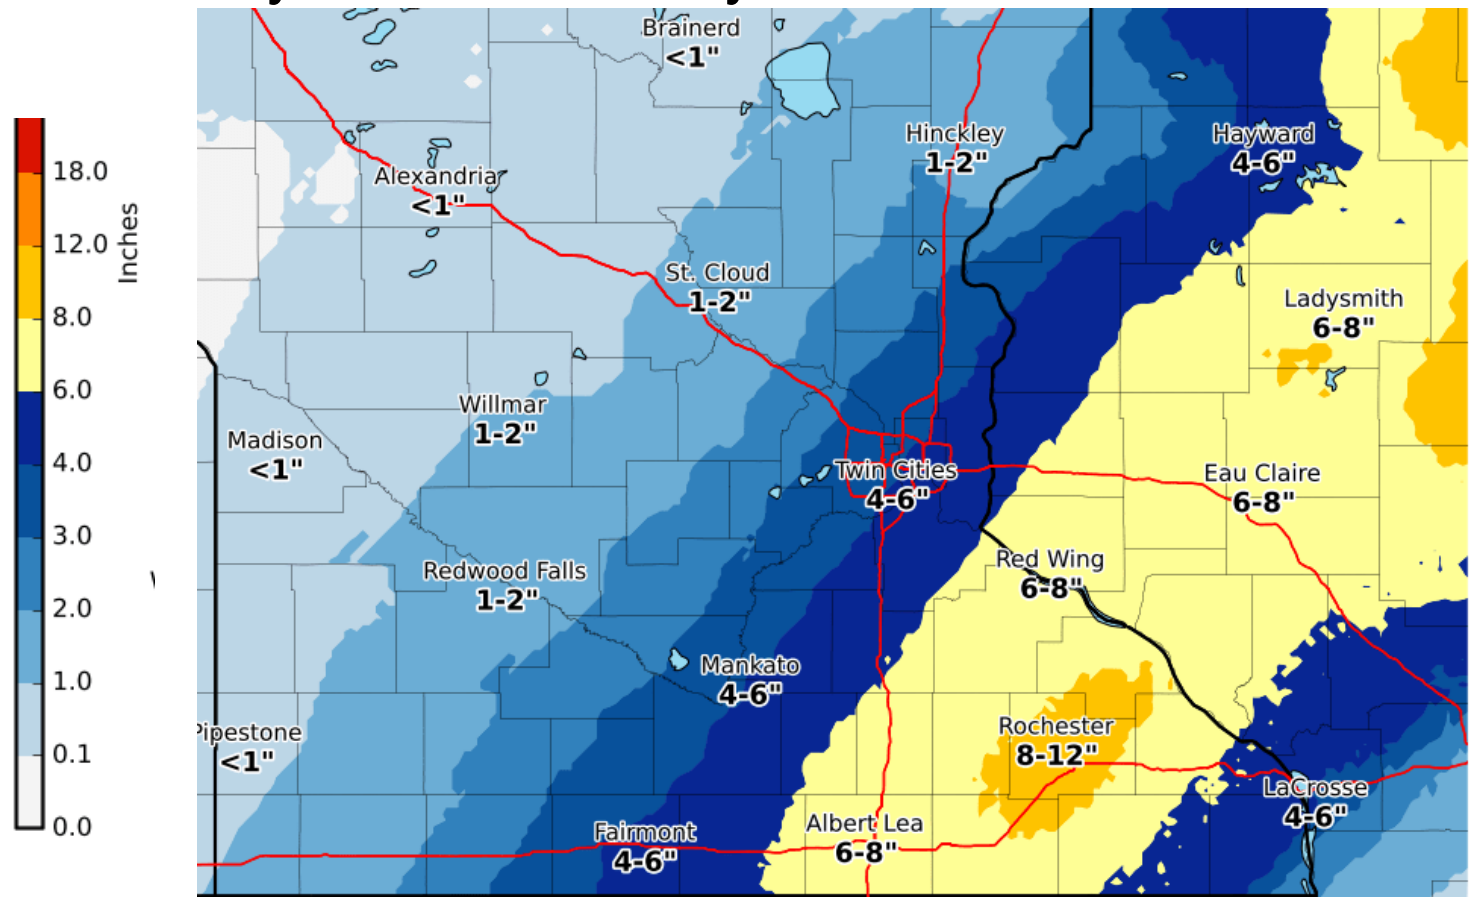 Brainerd
<1"
Hinckley
1-2"
Hayward
4-6"
18.0
Alexandria
<1"
12.0
Inches
St. Cloud
1-2"
Ladysmith
6-8"
8.0
6.0
Willmar
1-2"
Madison
<1"
4.0
Twin Cities
4-6"
Eau Claire
6-8"
3.0
Red Wing
6-8"
Redwood Falls
1-2"
2.0
Mankato
4-6"
1.0
Pipestone
<1"
Rochester
8-12"
0.1
LaCrosse
4-6"
0.0
Fairmont
4-6"
Albert Lea
6-8"